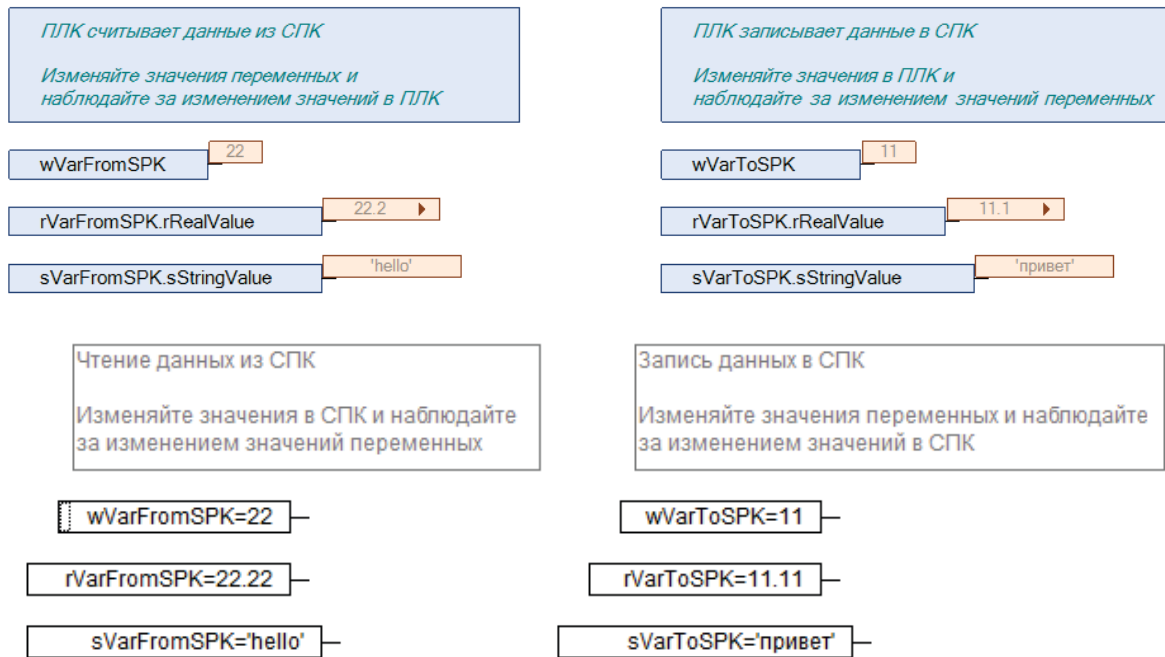 ПЛК считывает данные из СПК
Изменяйте значения переменных и
наблюдайте за изменением значений в ПЛК
wVarFromSPK
22
rVarFromSPK.rRealValue
22.2
sVarFromSPK.sStringValue
'hello'
ПЛК записывает данные в СПК
Изменяйте значения в ПЛК и
наблюдайте за изменением значений переменных
wVarToSPK
11
rVarToSPK.rRealValue
11.1
sVarToSPK.sStringValue
'привет'
Чтение данных из СПК
Изменяйте значения в СПК и наблюдайте
за изменением значений переменных
wVarFromSPK=22
rVarFromSPK=22.22
sVarFromSPK='hello'
Запись данных в СПК
Изменяйте значения переменных и наблюдайте
за изменением значений в СПК
wVarToSPK=11
rVarToSPK=11.11
sVarToSPK='привет'